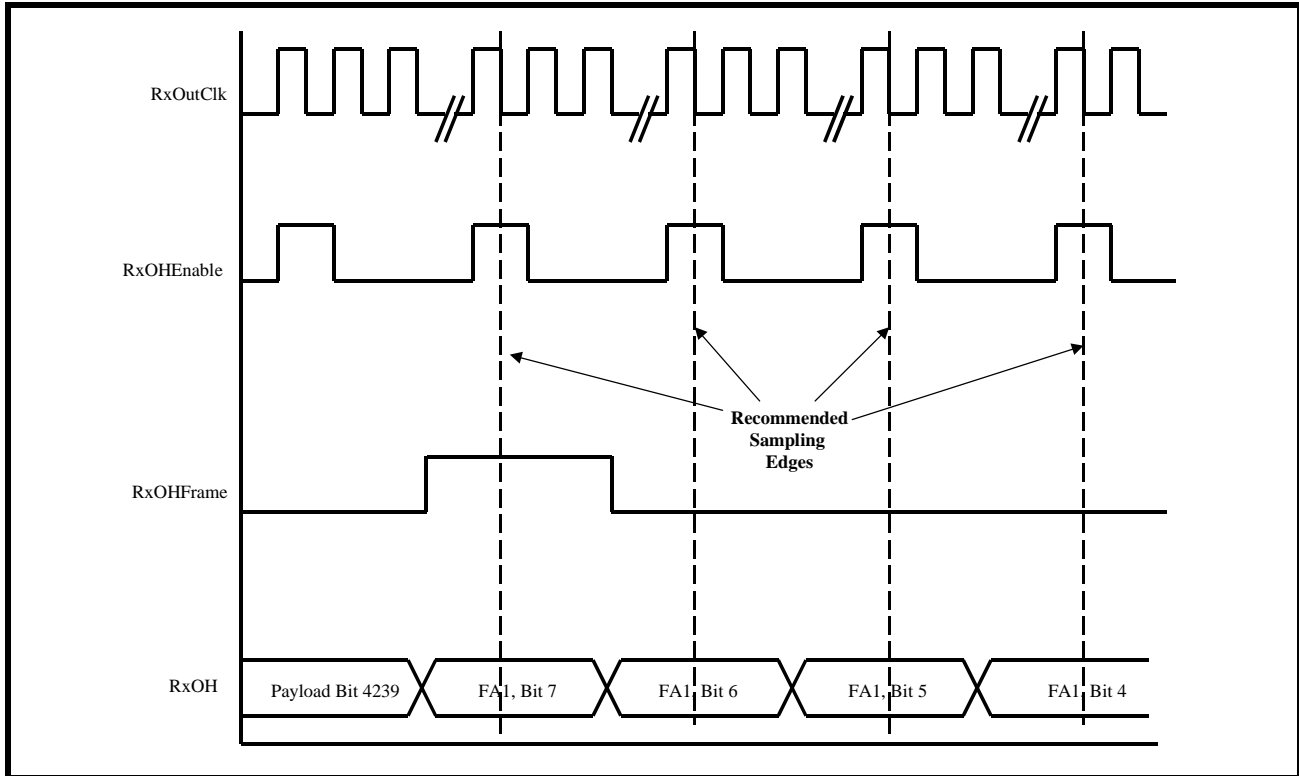 RxOutClk
RxOHEnable
Recommended
Sampling
Edges
RxOHFrame
RxOH
Payload Bit 4239
FA1, Bit 7
FA1, Bit 6
FA1, Bit 5
FA1, Bit 4